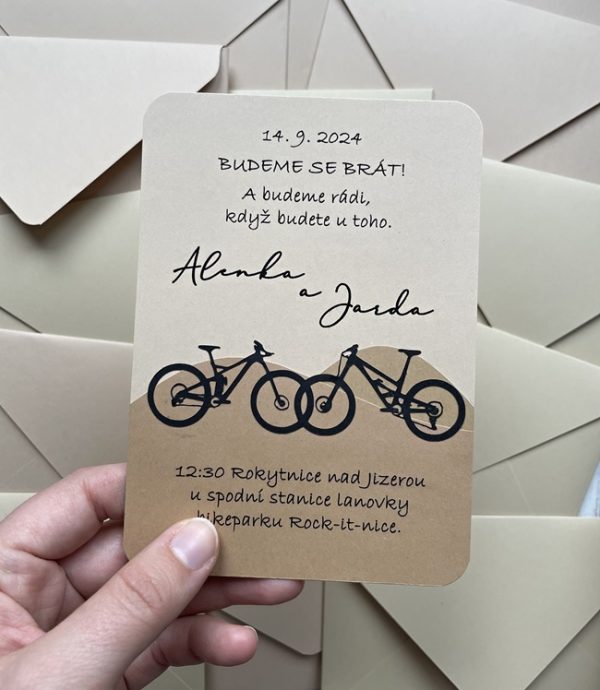 14. 9. 2024
BUDEME SE BRÁT!
A budeme rádi,
když budete u toho.
Alenka
a Jarda
12:30 Rokytnice nad Jizerou
u spodní stanice lanovky
bikeparku Rock-it-nice.